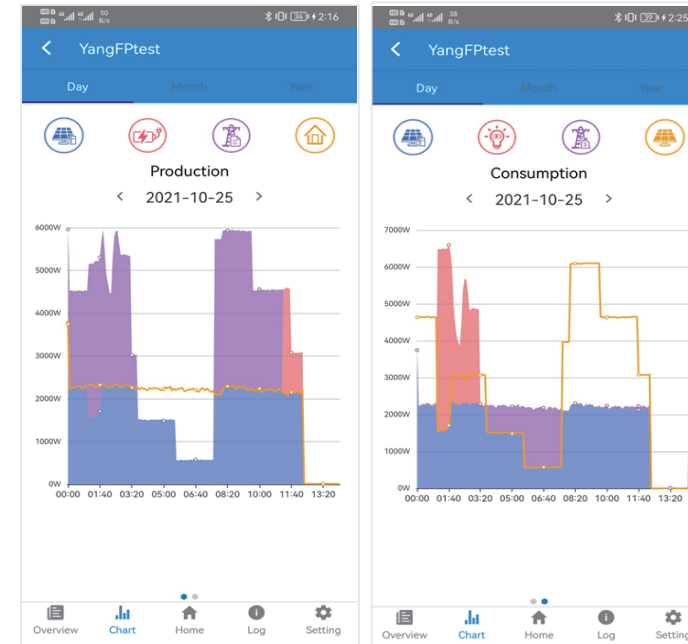 50
B/s
34
2:16
YangFPtest
Day
Month
Year
Production
< 2021-10-25 >
6000W
5000W
4000W
3000W
2000W
1000W
0W
00:00 01:40 03:20 05:00 06:40 08:20 10:00 11:40 13:20
Overview
Chart
Home
Log
Setting
38
B/s
39
2:25
YangFPtest
Day
Month
Year
Consumption
< 2021-10-25 >
7000W
6000W
5000W
4000W
3000W
2000W
1000W
0W
00:00 01:40 03:20 05:00 06:40 08:20 10:00 11:40 13:20
Overview
Chart
Home
Log
Setting